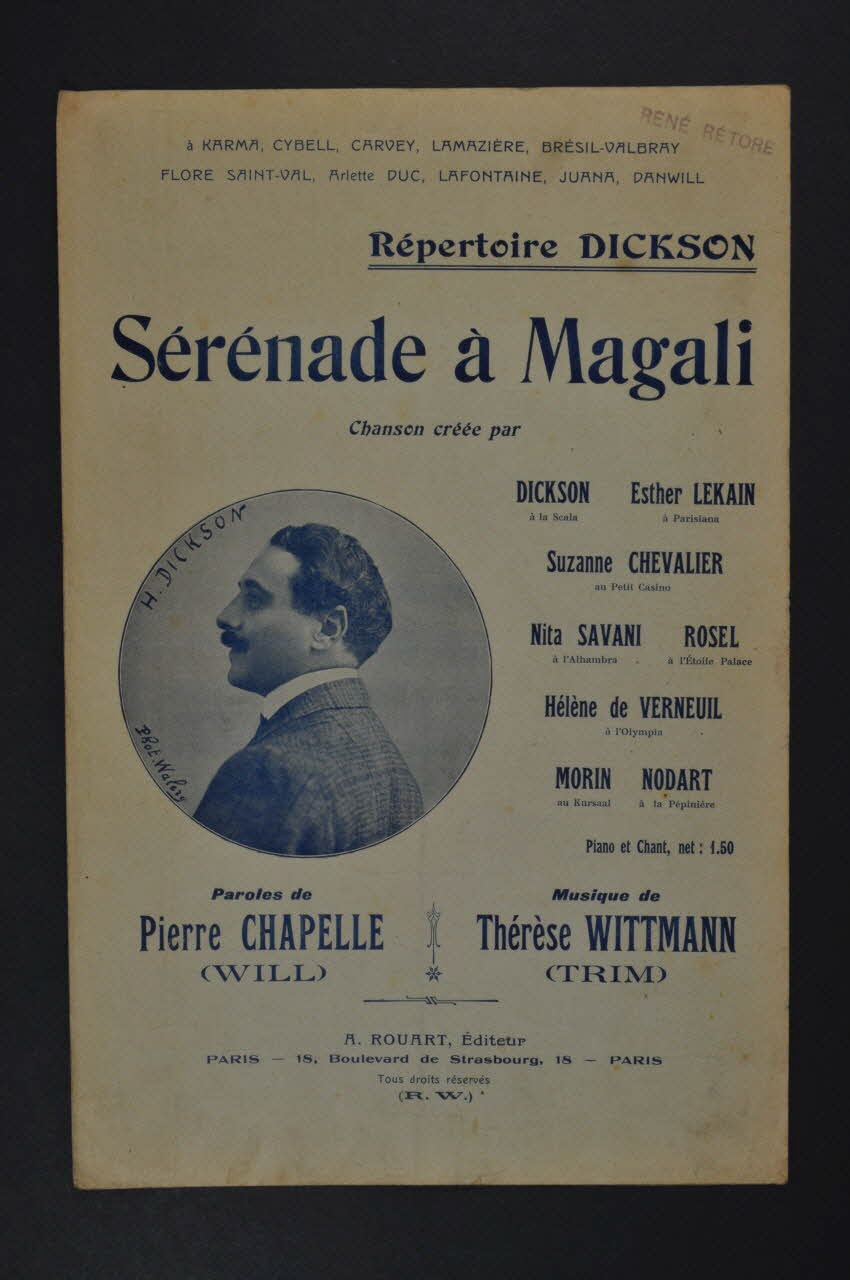 RENÉ RÉTORE
à KARMA, CYBELL, CARVEY, LAMAZIÈRE, BRÉSIL-VALBRAY
FLORE SAINT-VAL, Arlette DUC, LAFONTAINE, JUANA, DANWILL
Répertoire DICKSON
Sérénade à Magali
Chanson créée par
H. DICKSON
Phot. Walery
DICKSON Esther LEKAIN
à la Scala à Parisiana
Suzanne CHEVALIER
au Petit Casino
Nita SAVANI ROSEL
à l'Alhambra à l'Étoile Palace
Hélène de VERNEUIL
à l'Olympia
MORIN NODART
au Kursaal à la Pépinière
Piano et Chant, net : 1.50
Paroles de Musique de
Pierre CHAPELLE Thérèse WITTMANN
(WILL) (TRIM)
A. ROUART, Éditeur
PARIS — 18, Boulevard de Strasbourg, 18 — PARIS
Tous droits réservés
(R. W.)